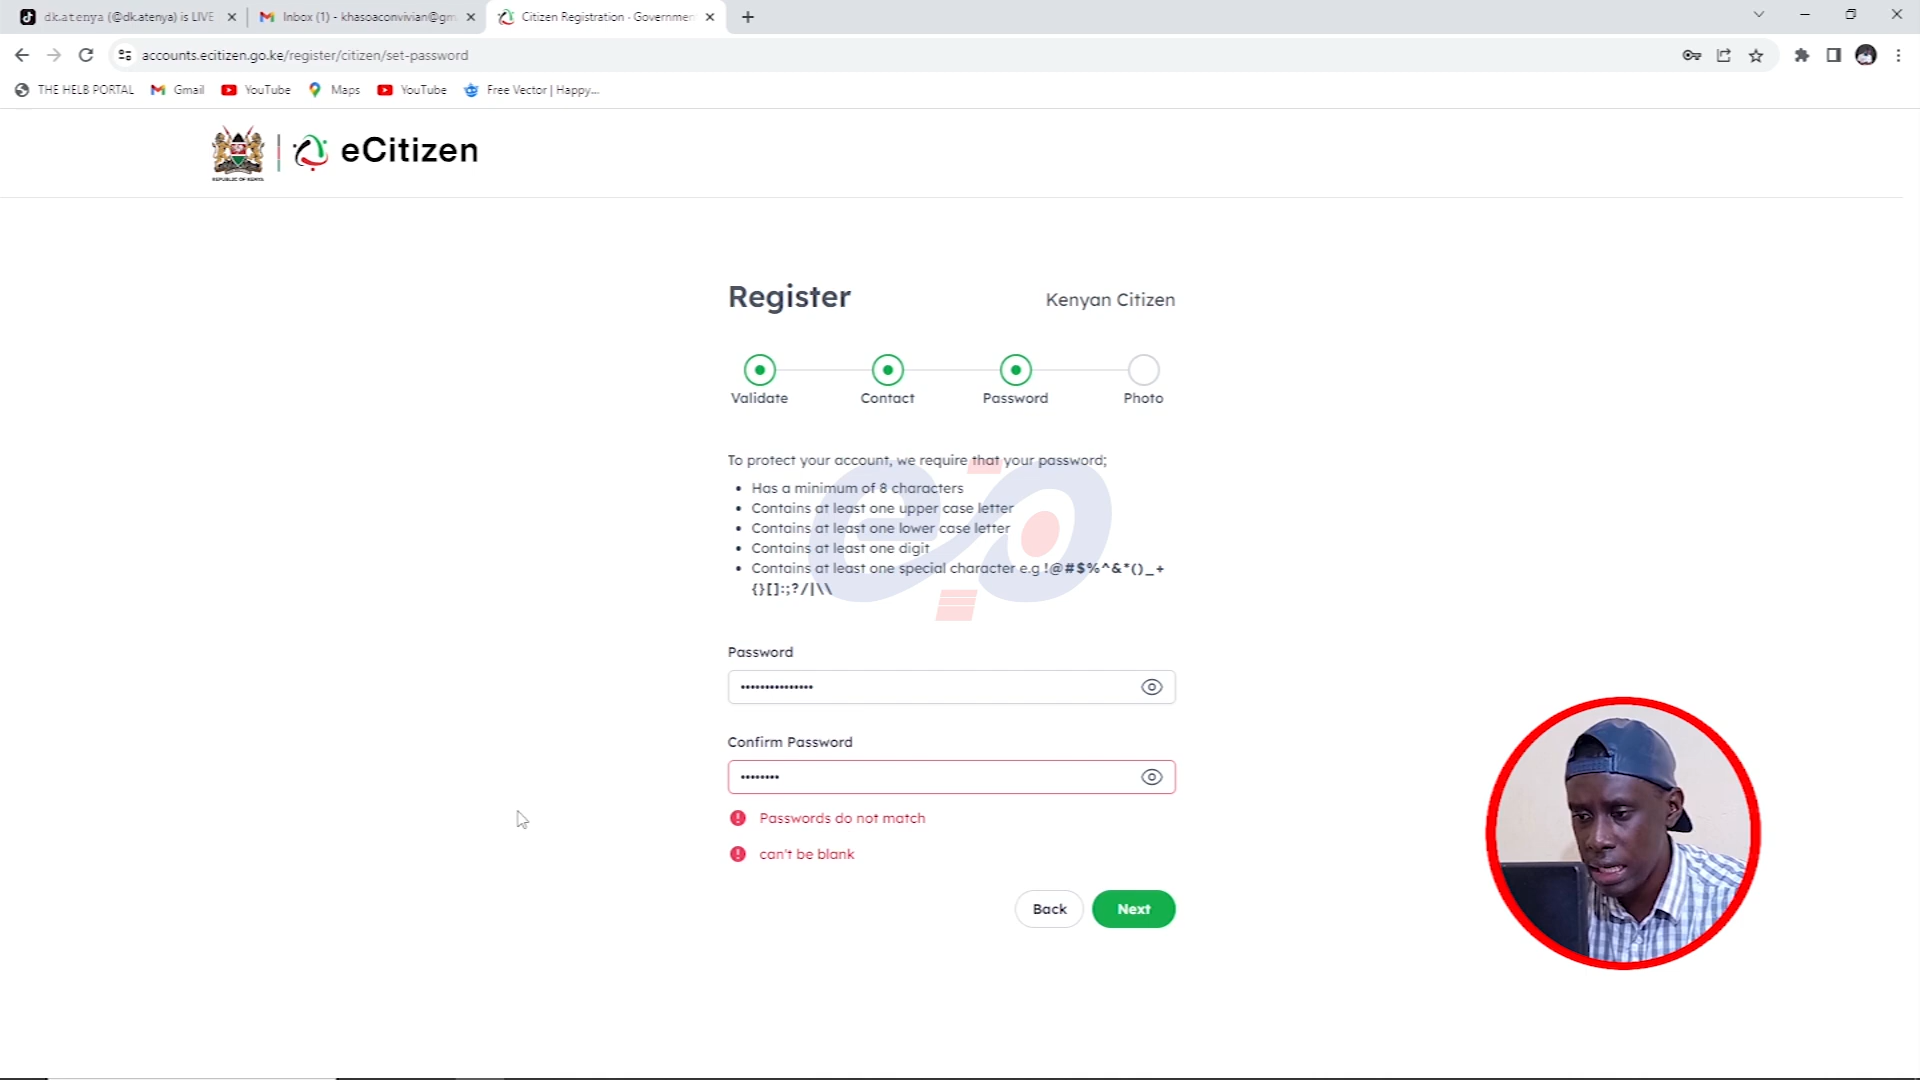 dk.atenya (@dk.atenya) is LIVE
Inbox (1) - khasoaconvivian@gm
Citizen Registration - Governmen
accounts.ecitizen.go.ke/register/citizen/set-password
THE HELB PORTAL
Gmail
YouTube
Maps
YouTube
Free Vector | Happy...
REPUBLIC OF KENYA
eCitizen
Register
Kenyan Citizen
Validate
Contact
Password
Photo
To protect your account, we require that your password;
Has a minimum of 8 characters
Contains at least one upper case letter
Contains at least one lower case letter
Contains at least one digit
Contains at least one special character e.g !@#$%^&*()_+
{}[]:;?/|\\
Password
Confirm Password
Passwords do not match
can't be blank
Back
Next